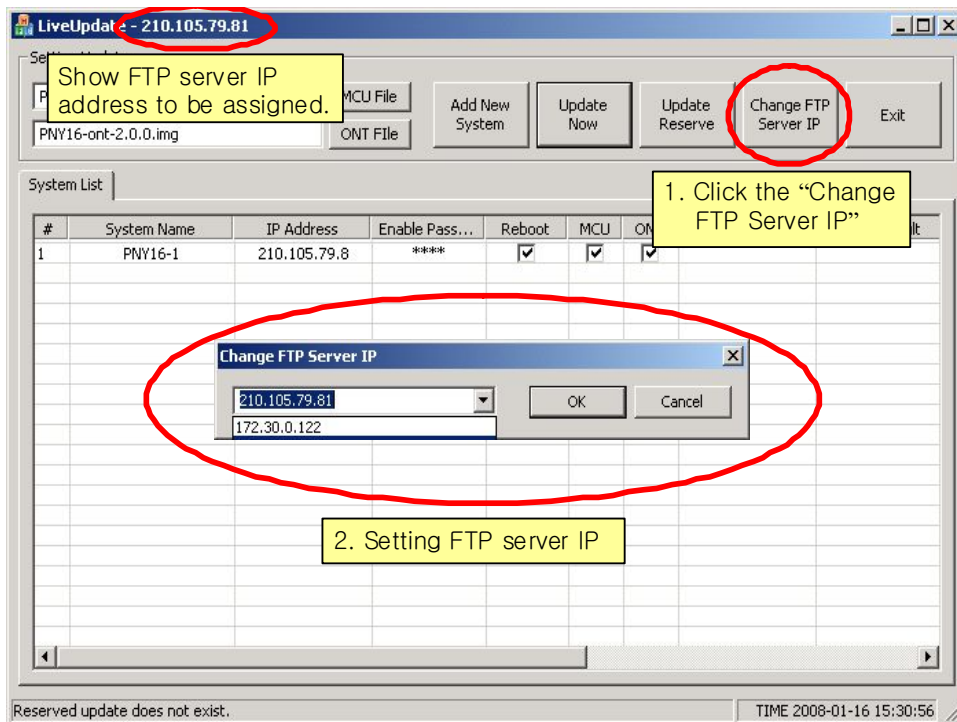 LiveUpdate - 210.105.79.81
Show FTP server IP
address to be assigned.
MCU File
PNY16-ont-2.0.0.img
ONT FIle
Add New
System
Update
Now
Update
Reserve
Change FTP
Server IP
Exit
1. Click the “Change
FTP Server IP”
System List
# System Name IP Address Enable Pass... Reboot MCU
1 PNY16-1 210.105.79.8 ****
Change FTP Server IP
210.105.79.81
172.30.0.122
OK
Cancel
2. Setting FTP server IP
Reserved update does not exist.
TIME 2008-01-16 15:30:56